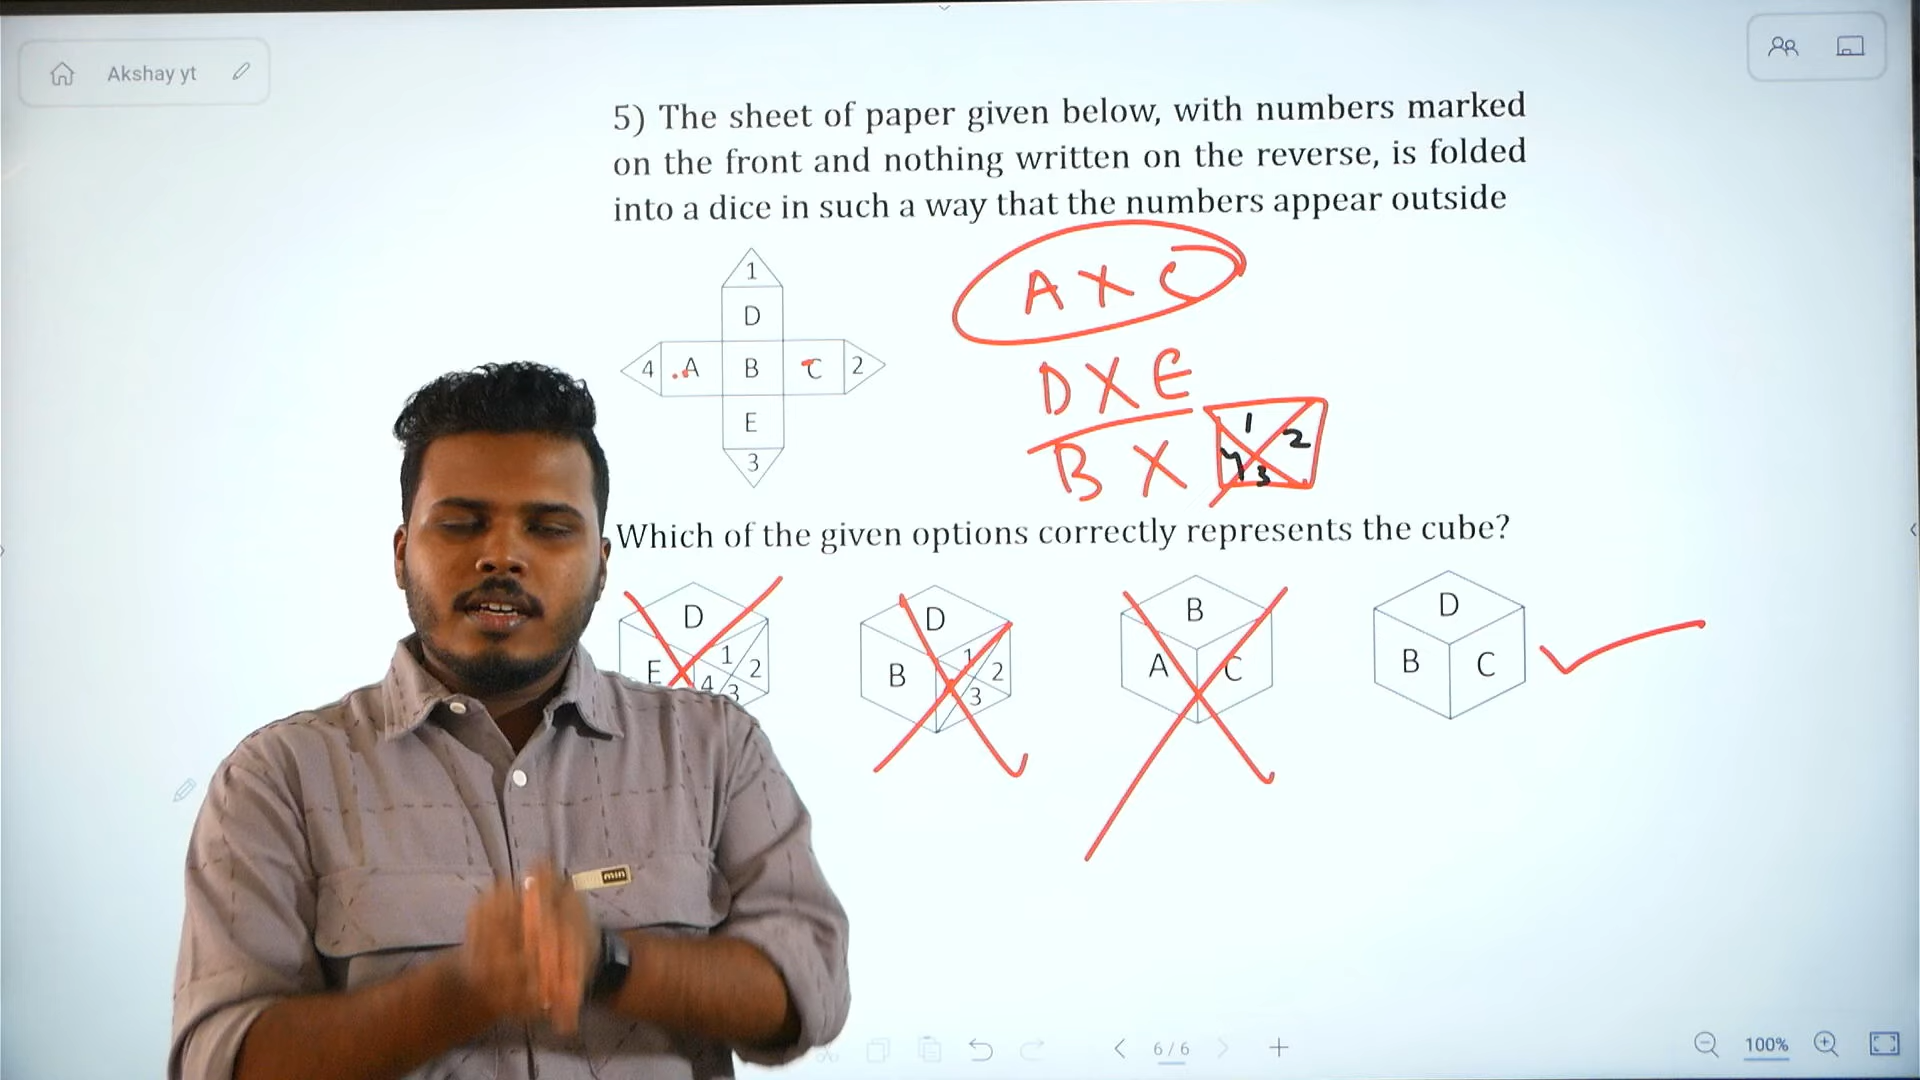 Akshay yt
5) The sheet of paper given below, with numbers marked
on the front and nothing written on the reverse, is folded
into a dice in such a way that the numbers appear outside
1
D
4 A B C 2
E
3
A X C
D X E
B X
1
2
4
3
Which of the given options correctly represents the cube?
D
E
1
2
4
3
D
B
1
2
3
B
A C
D
B C
min
6/6
100%